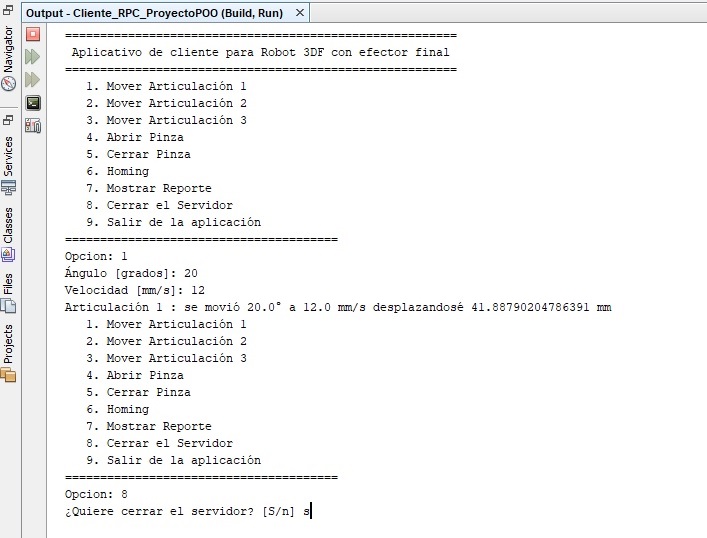 Output - Cliente_RPC_ProyectoPOO (Build, Run)
Navigator
Services
Classes
Files
Projects
========================================================
Aplicativo de cliente para Robot 3DF con efector final
========================================================
1. Mover Articulación 1
2. Mover Articulación 2
3. Mover Articulación 3
4. Abrir Pinza
5. Cerrar Pinza
6. Homing
7. Mostrar Reporte
8. Cerrar el Servidor
9. Salir de la aplicación
=======================================
Opcion: 1
Ángulo [grados]: 20
Velocidad [mm/s]: 12
Articulación 1 : se movió 20.0° a 12.0 mm/s desplazandosé 41.88790204786391 mm
1. Mover Articulación 1
2. Mover Articulación 2
3. Mover Articulación 3
4. Abrir Pinza
5. Cerrar Pinza
6. Homing
7. Mostrar Reporte
8. Cerrar el Servidor
9. Salir de la aplicación
=======================================
Opcion: 8
¿Quiere cerrar el servidor? [S/n] s